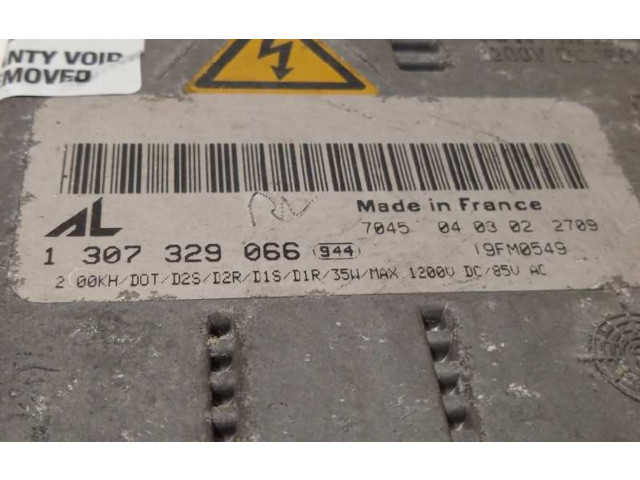 NTY VOID
MOVED
AL
Made in France
7045 04 03 02 2709
1 307 329 066 944
19FM0549
2 00KH/DOT/D2S/D2R/D1S/D1R/35W/MAX 1200V DC/85V AC